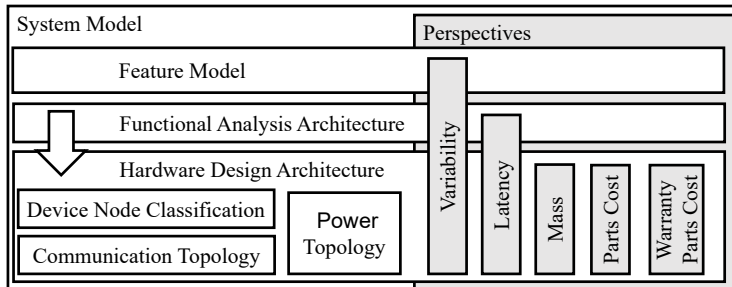 System Model
Perspectives
Feature Model
Functional Analysis Architecture
Hardware Design Architecture
Device Node Classification
Communication Topology
Power
Topology
Variability
Latency
Mass
Parts Cost
Warranty
Parts Cost